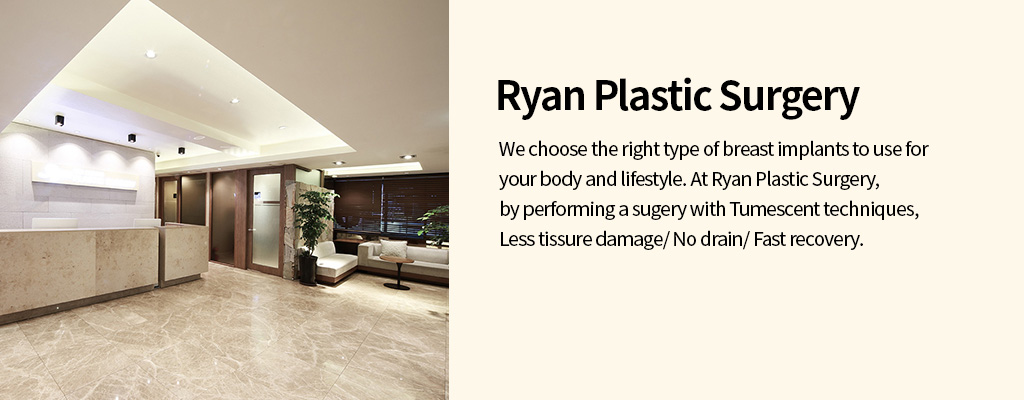 Ryan Plastic Surgery
We choose the right type of breast implants to use for
your body and lifestyle. At Ryan Plastic Surgery,
by performing a sugery with Tumescent techniques,
Less tissure damage/ No drain/ Fast recovery.